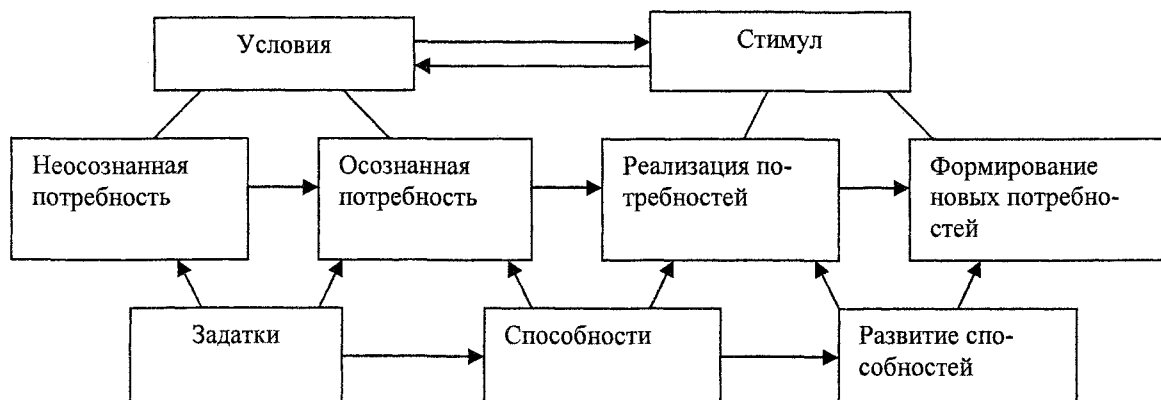 Условия
Стимул
Неосознанная
потребность
Осознанная
потребность
Реализация по-
требностей
Формирование
новых потребно-
стей
Задатки
Способности
Развитие спо-
собностей